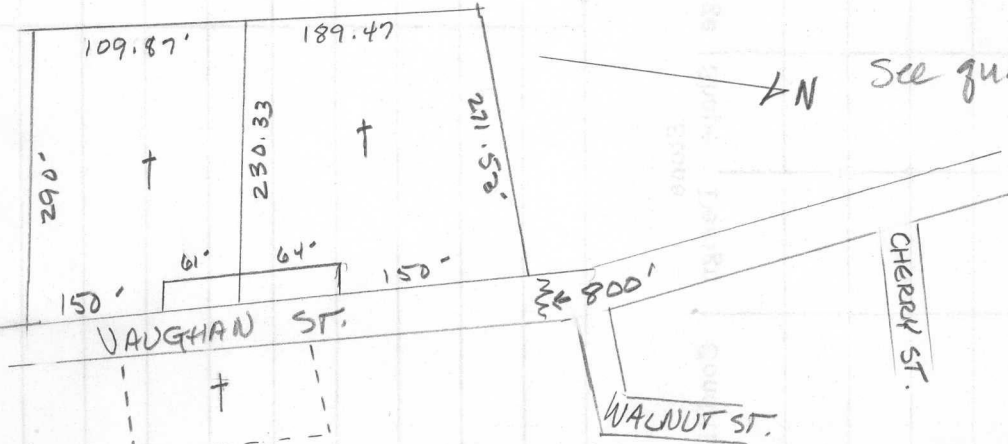 109.87'
189.47
N
See
290'
230.33
271.52'
61'
64'
150'
150'
800'
VAUGHAN ST.
CHERRY ST.
WALNUT ST.